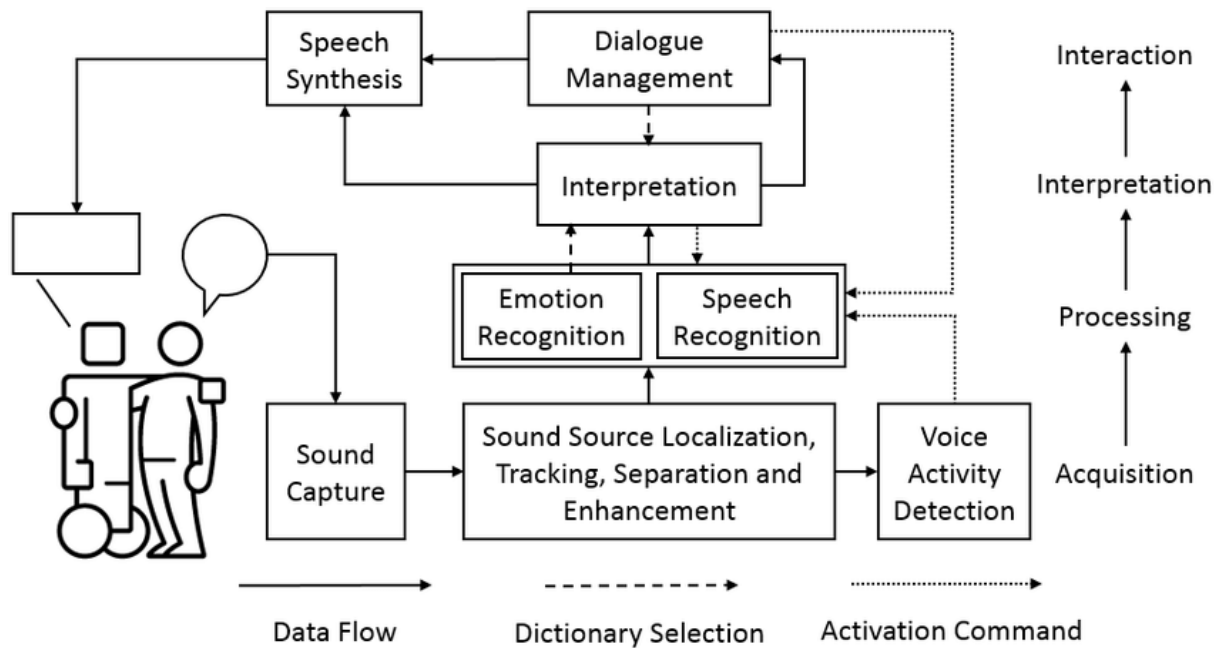 Speech
Synthesis
Dialogue
Management
Interaction
Interpretation
Interpretation
Emotion
Recognition
Speech
Recognition
Processing
Sound
Capture
Sound Source Localization,
Tracking, Separation and
Enhancement
Voice
Activity
Detection
Acquisition
Data Flow
Dictionary Selection
Activation Command